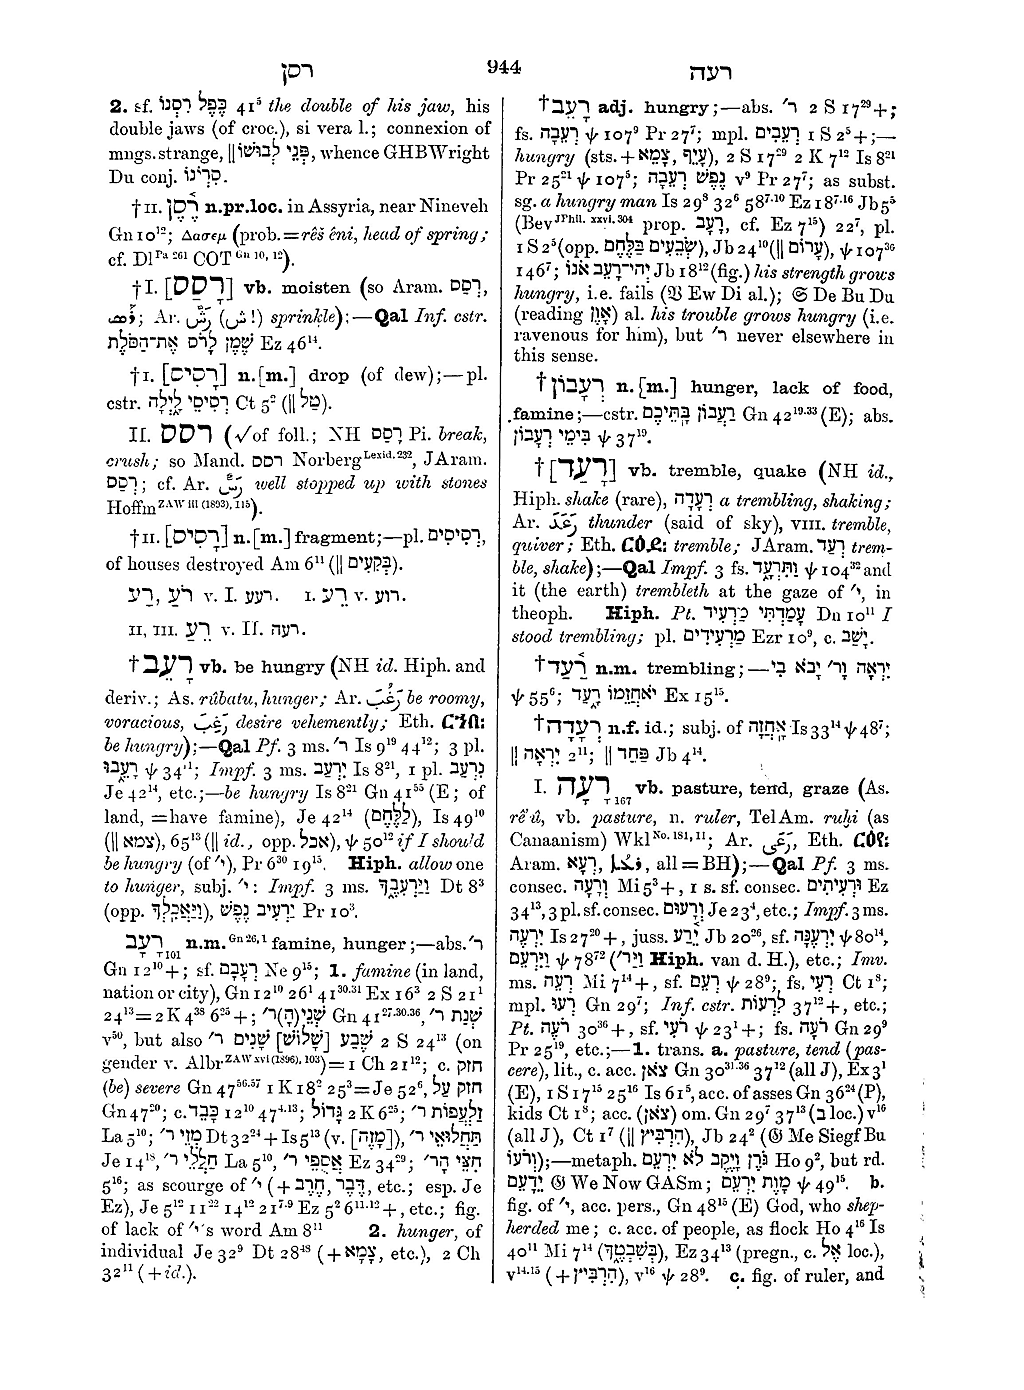 רסן
944
רעה
2. sf. כֶּפֶל רִסְנוֹ 41⁵ the double of his jaw, his
double jaws (of croc.), si vera l.; connexion of
mngs. strange, ‖ פְּנֵי לְבוּשׁוֹ, whence GHBWright
Du conj. סִרְיֹנוֹ.
†II. רֶ֫סֶן n.pr.loc. in Assyria, near Nineveh
Gn 10¹²; Δασεμ (prob.=rêš êni, head of spring;
cf. Dl^Pa 261 COT^Gn 10, 12).
†I. [רָסַס] vb. moisten (so Aram. רְסַס,
; Ar. رَشَّ (ش!) sprinkle);—Qal Inf. cstr.
שֶׁמֶן לָרֹס אֶת־הַסֹּלֶת Ez 46¹⁴.
†I. [רָסִיס] n.[m.] drop (of dew);—pl.
cstr. רְסִיסֵי לָ֑יְלָה Ct 5² (‖ טַל).
II. רסס (√of foll.; NH רָסַס Pi. break,
crush; so Mand. רסס Norberg^Lexid. 232, JAram.
רְסַס; cf. Ar. رَسَّ well stopped up with stones
Hoffm^ZAW iii (1893), 115).
†II. [רָסִיס] n.[m.] fragment;—pl. רְסִיסִים,
of houses destroyed Am 6¹¹ (‖ בְּקִעִים).
רֹעַ, רַע v. I. רעע. I. רֵעַ v. רוע.
II, III. רֵעַ v. II. רעה.
†רָעֵב vb. be hungry (NH id. Hiph. and
deriv.; As. rûbatu, hunger; Ar. رَغُبَ be roomy,
voracious, رَغِبَ desire vehemently; Eth. ርኅበ:
be hungry);—Qal Pf. 3 ms. ר׳ Is 9¹⁹ 44¹²; 3 pl.
רָעֵ֑בוּ ψ 34¹¹; Impf. 3 ms. יִרְעַב Is 8²¹, 1 pl. נִרְעַב
Je 42¹⁴, etc.;—be hungry Is 8²¹ Gn 41⁵⁵ (E; of
land, =have famine), Je 42¹⁴ (לַלֶּחֶם), Is 49¹⁰
(‖ צמא), 65¹³ (‖ id., opp. אכל), ψ 50¹² if I should
be hungry (of י׳), Pr 6³⁰ 19¹⁵. Hiph. allow one
to hunger, subj. י׳: Impf. 3 ms. וַיַּרְעִבֶךָ Dt 8³
(opp. וַיַּאֲכִלְךָ), יַרְעִיב נֶפֶשׁ Pr 10³.
רָעָב 101 n.m.^Gn 26, 1 famine, hunger;—abs. ר׳
Gn 12¹⁰+; sf. רְעָבָם Ne 9¹⁵; 1. famine (in land,
nation or city), Gn 12¹⁰ 26¹ 41³⁰·³¹ Ex 16³ 2 S 21¹
24¹³=2 K 4³⁸ 6²⁵+; שְׁנֵי(הָ)ר׳ Gn 41²⁷·³⁰·³⁶, שְׁנַת ר׳
v⁵⁰, but also שֶׁבַע [שָׁלוֹשׁ] שָׁנִים ר׳ 2 S 24¹³ (on
gender v. Albr^ZAW xvi (1896), 103)=1 Ch 21¹²; c. חזק
(be) severe Gn 47⁵⁶·⁵⁷ 1 K 18² 25³=Je 52⁶, חזק עַל
Gn 47²⁰; c. כָּבֵד 12¹⁰ 47⁴·¹³; גָּדוֹל 2 K 6²⁵; זַלְעֲפוֹת ר׳
La 5¹⁰; מְזֵי ר׳ Dt 32²⁴+Is 5¹³ (v. [מָזֶה]), תַּחֲלוּאֵי ר׳
Je 14¹⁸, חַלְלֵי ר׳ La 5¹⁰, אֲסֻפֵי ר׳ Ez 34²⁹; חִצֵּי הָר׳
5¹⁶; as scourge of י׳ (+ חֶרֶב, דֶּבֶר, etc.; esp. Je
Ez), Je 5¹² 11²² 14¹² 21⁷·⁹ Ez 5² 6¹¹·¹²+, etc.; fig.
of lack of י׳'s word Am 8¹¹ 2. hunger, of
individual Je 32⁹ Dt 28⁴⁸ (+ צָמָא, etc.), 2 Ch
32¹¹ (+id.).
†רָעֵב adj. hungry;—abs. ר׳ 2 S 17²⁹+;
fs. רְעֵבָה ψ 107⁹ Pr 27⁷; mpl. רְעֵבִים 1 S 2⁵+;—
hungry (sts. + עָיֵף, צָמֵא), 2 S 17²⁹ 2 K 7¹² Is 8²¹
Pr 25²¹ ψ 107⁵; נֶפֶשׁ רְעֵבָה v⁹ Pr 27⁷; as subst.
sg. a hungry man Is 29⁸ 32⁶ 58⁷·¹⁰ Ez 18⁷·¹⁶ Jb 5⁵
(Bev^JPhil. xxvi. 304 prop. רָעָב, cf. Ez 7¹⁵) 22⁷, pl.
1 S 2⁵ (opp. שְׂבֵעִים בַּלֶּחֶם), Jb 24¹⁰ (‖ עָרוֹם), ψ 107³⁶
146⁷; יְהִי־רָעֵב אֹנוֹ Jb 18¹² (fig.) his strength grows
hungry, i.e. fails (𝔙 Ew Di al.); 𝔖 De Bu Du
(reading אָוֶן) al. his trouble grows hungry (i.e.
ravenous for him), but ר׳ never elsewhere in
this sense.
†רְעָבוֹן n.[m.] hunger, lack of food,
famine;—cstr. רַעֲבוֹן בָּתֵּיכֶם Gn 42¹⁹·³³ (E); abs.
בִּימֵי רְעָבוֹן ψ 37¹⁹.
†[רָעַד] vb. tremble, quake (NH id.,
Hiph. shake (rare), רְעָדָה a trembling, shaking;
Ar. رَعَدَ thunder (said of sky), VIII. tremble,
quiver; Eth. ርዕደ: tremble; JAram. רְעַד trem-
ble, shake);—Qal Impf. 3 fs. וַתִּרְעָ֑ד ψ 104³² and
it (the earth) trembleth at the gaze of י׳, in
theoph. Hiph. Pt. עָמַדְתִּי מַרְעִיד Dn 10¹¹ I
stood trembling; pl. מַרְעִידִים Ezr 10⁹, c. יֵשֵׁב.
†רַ֫עַד n.m. trembling;—יִרְאָה וָר׳ יָבֹא בִי
ψ 55⁶; יֹאחֲזֵמוֹ רָ֑עַד Ex 15¹⁵.
†רְעָדָה n.f. id.; subj. of אָחֲזָה Is 33¹⁴ ψ 48⁷;
‖ יִרְאָה 2¹¹; ‖ פַּחַד Jb 4¹⁴.
I. רָעָה 167 vb. pasture, tend, graze (As.
rêʾû, vb. pasture, n. ruler, TelAm. ruḫi (as
Canaanism) Wkl^No. 181, 11; Ar. رَعَى, Eth. ርዕየ:
Aram. רְעָא, , all=BH);—Qal Pf. 3 ms.
consec. וְרָעָה Mi 5³+, 1 s. sf. consec. וּרְעִיתִים Ez
34¹³, 3 pl. sf. consec. וְרָעוּם Je 23⁴, etc.; Impf. 3 ms.
יִרְעֶה Is 27²⁰+, juss. יֵרַע Jb 20²⁶, sf. יִרְעֶנָּה ψ 80¹⁴,
וַיִּרְעֵם ψ 78⁷² (וַיַּר׳ Hiph. van d. H.), etc.; Imv.
ms. רְעֵה Mi 7¹⁴+, sf. רְעֵם ψ 28⁹; fs. רְעִי Ct 1⁸;
mpl. רְעוּ Gn 29⁷; Inf. cstr. לִרְעוֹת 37¹²+, etc.;
Pt. רֹעֶה 30³⁶+, sf. רֹעִי ψ 23¹+; fs. רֹעָה Gn 29⁹
Pr 25¹⁹, etc.;—1. trans. a. pasture, tend (pas-
cere), lit., c. acc. צֹאן Gn 30³¹·³⁶ 37¹² (all J), Ex 3¹
(E), 1 S 17¹⁵ 25¹⁶ Is 61⁵, acc. of asses Gn 36²⁴ (P),
kids Ct 1⁸; acc. (צֹאן) om. Gn 29⁷ 37¹³ (ב loc.) v¹⁶
(all J), Ct 1⁷ (‖ הִרְבִּיץ), Jb 24² (𝔊 Me Siegf Bu
וְרֹעוֹ);—metaph. גֹּרֶן וָיֶקֶב לֹא יִרְעֵם Ho 9², but rd.
יֵדָעֵם 𝔊 We Now GASm; מָוֶת יִרְעֵם ψ 49¹⁵. b.
fig. of י׳, acc. pers., Gn 48¹⁵ (E) God, who shep-
herded me; c. acc. of people, as flock Ho 4¹⁶ Is
40¹¹ Mi 7¹⁴ (בְּשִׁבְטֶךָ), Ez 34¹³ (pregn., c. אֶל loc.),
v¹⁴·¹⁵ (+ הִרְבִּיץ), v¹⁶ ψ 28⁹. c. fig. of ruler, and